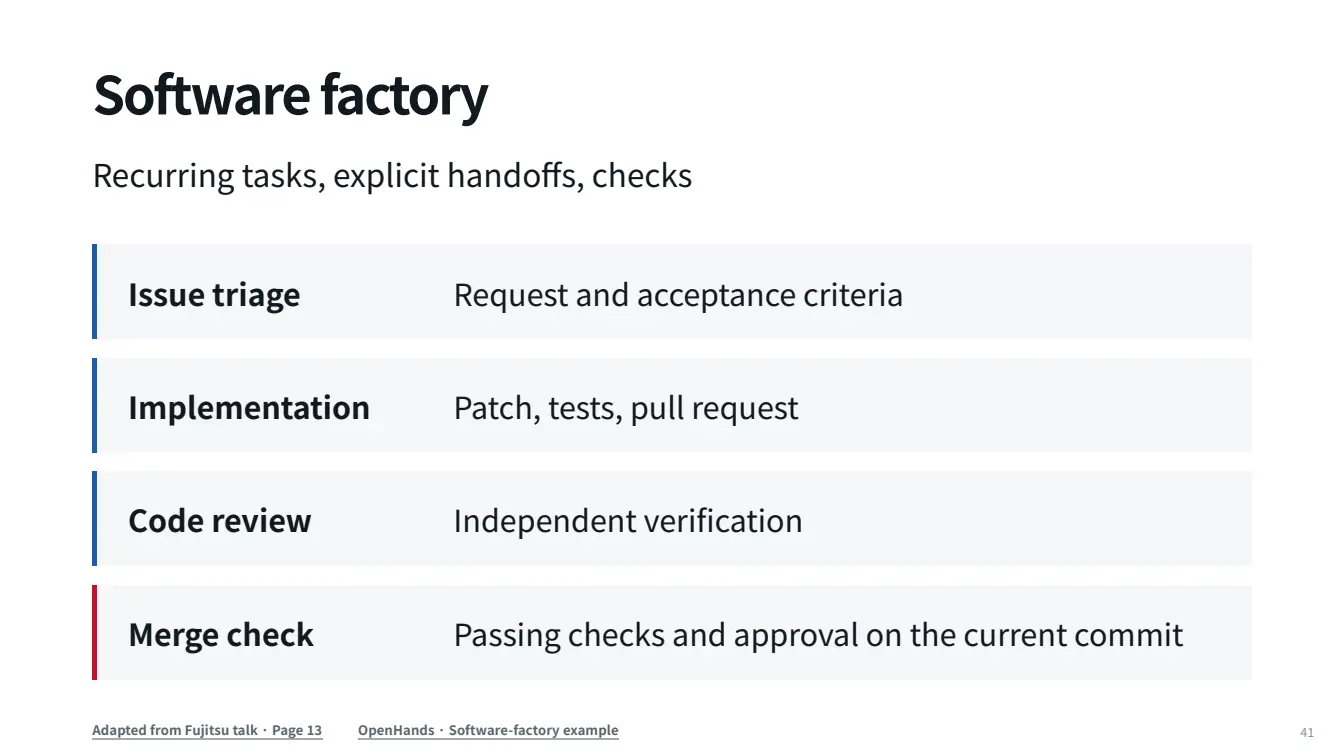 Software factory
Recurring tasks, explicit handoffs, checks
Issue triage Request and acceptance criteria
Implementation Patch, tests, pull request
Code review Independent verification
Merge check Passing checks and approval on the current commit
Adapted from Fujitsu talk · Page 13 OpenHands · Software-factory example 41